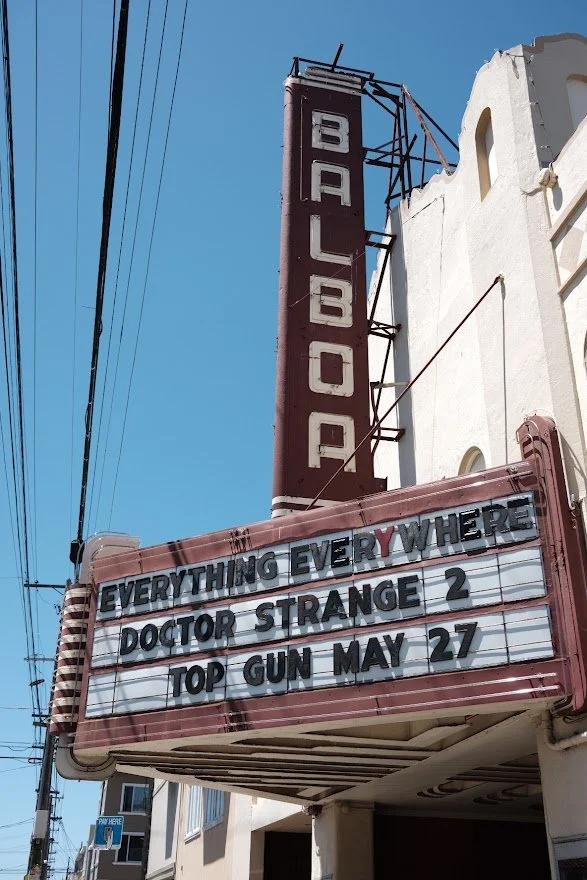 BALBOA
EVERYTHING EVERYWHERE
DOCTOR STRANGE 2
TOP GUN MAY 27
PAY HERE